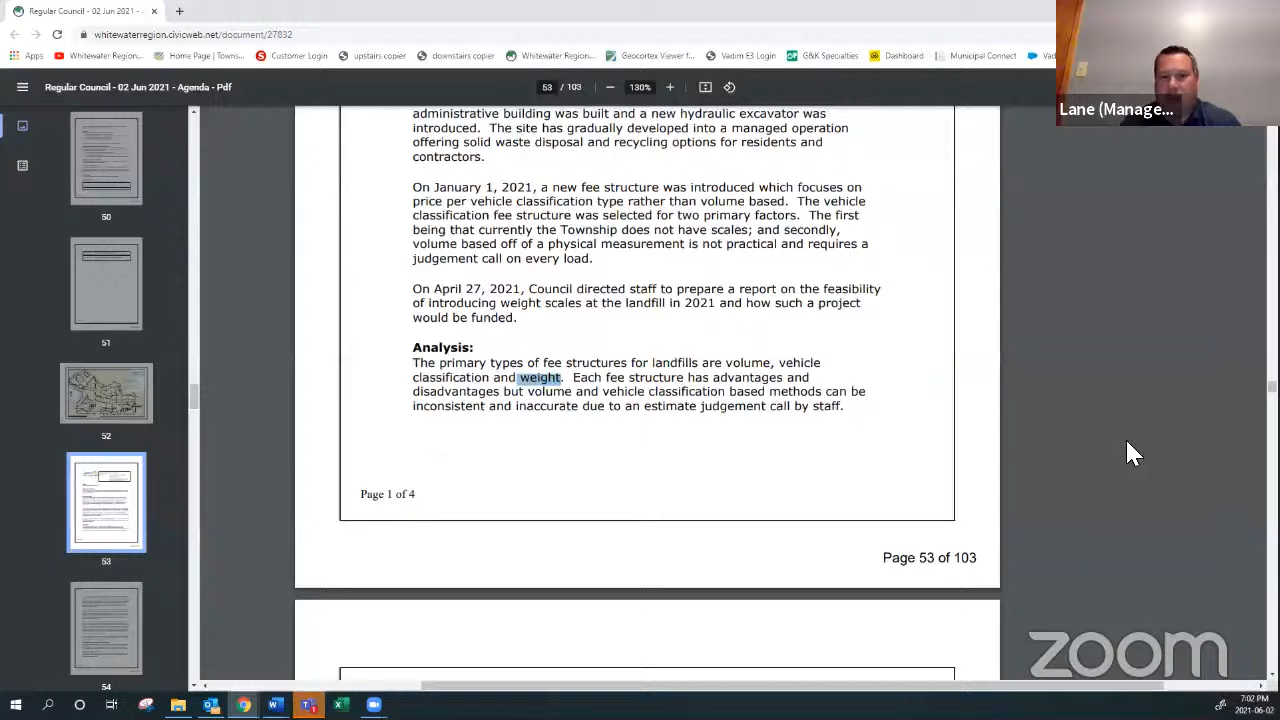 Regular Council - 02 Jun 2021 -
whitewaterregion.civicweb.net/document/27832
Apps
Whitewater Region...
Home Page | Towns...
Customer Login
upstairs copier
downstairs copier
Whitewater Region...
Geocortex Viewer f...
Vadim E3 Login
G&K Specialties
Dashboard
Municipal Connect
Vad
Lane (Manage...
Regular Council - 02 Jun 2021 - Agenda - Pdf
53 / 103
130%
administrative building was built and a new hydraulic excavator was
introduced. The site has gradually developed into a managed operation
offering solid waste disposal and recycling options for residents and
contractors.
On January 1, 2021, a new fee structure was introduced which focuses on
price per vehicle classification type rather than volume based. The vehicle
classification fee structure was selected for two primary factors. The first
being that currently the Township does not have scales; and secondly,
volume based off of a physical measurement is not practical and requires a
judgement call on every load.
On April 27, 2021, Council directed staff to prepare a report on the feasibility
of introducing weight scales at the landfill in 2021 and how such a project
would be funded.
Analysis:
The primary types of fee structures for landfills are volume, vehicle
classification and weight. Each fee structure has advantages and
disadvantages but volume and vehicle classification based methods can be
inconsistent and inaccurate due to an estimate judgement call by staff.
Page 1 of 4
Page 53 of 103
50
51
52
53
54
zoom
7:02 PM
2021-06-02